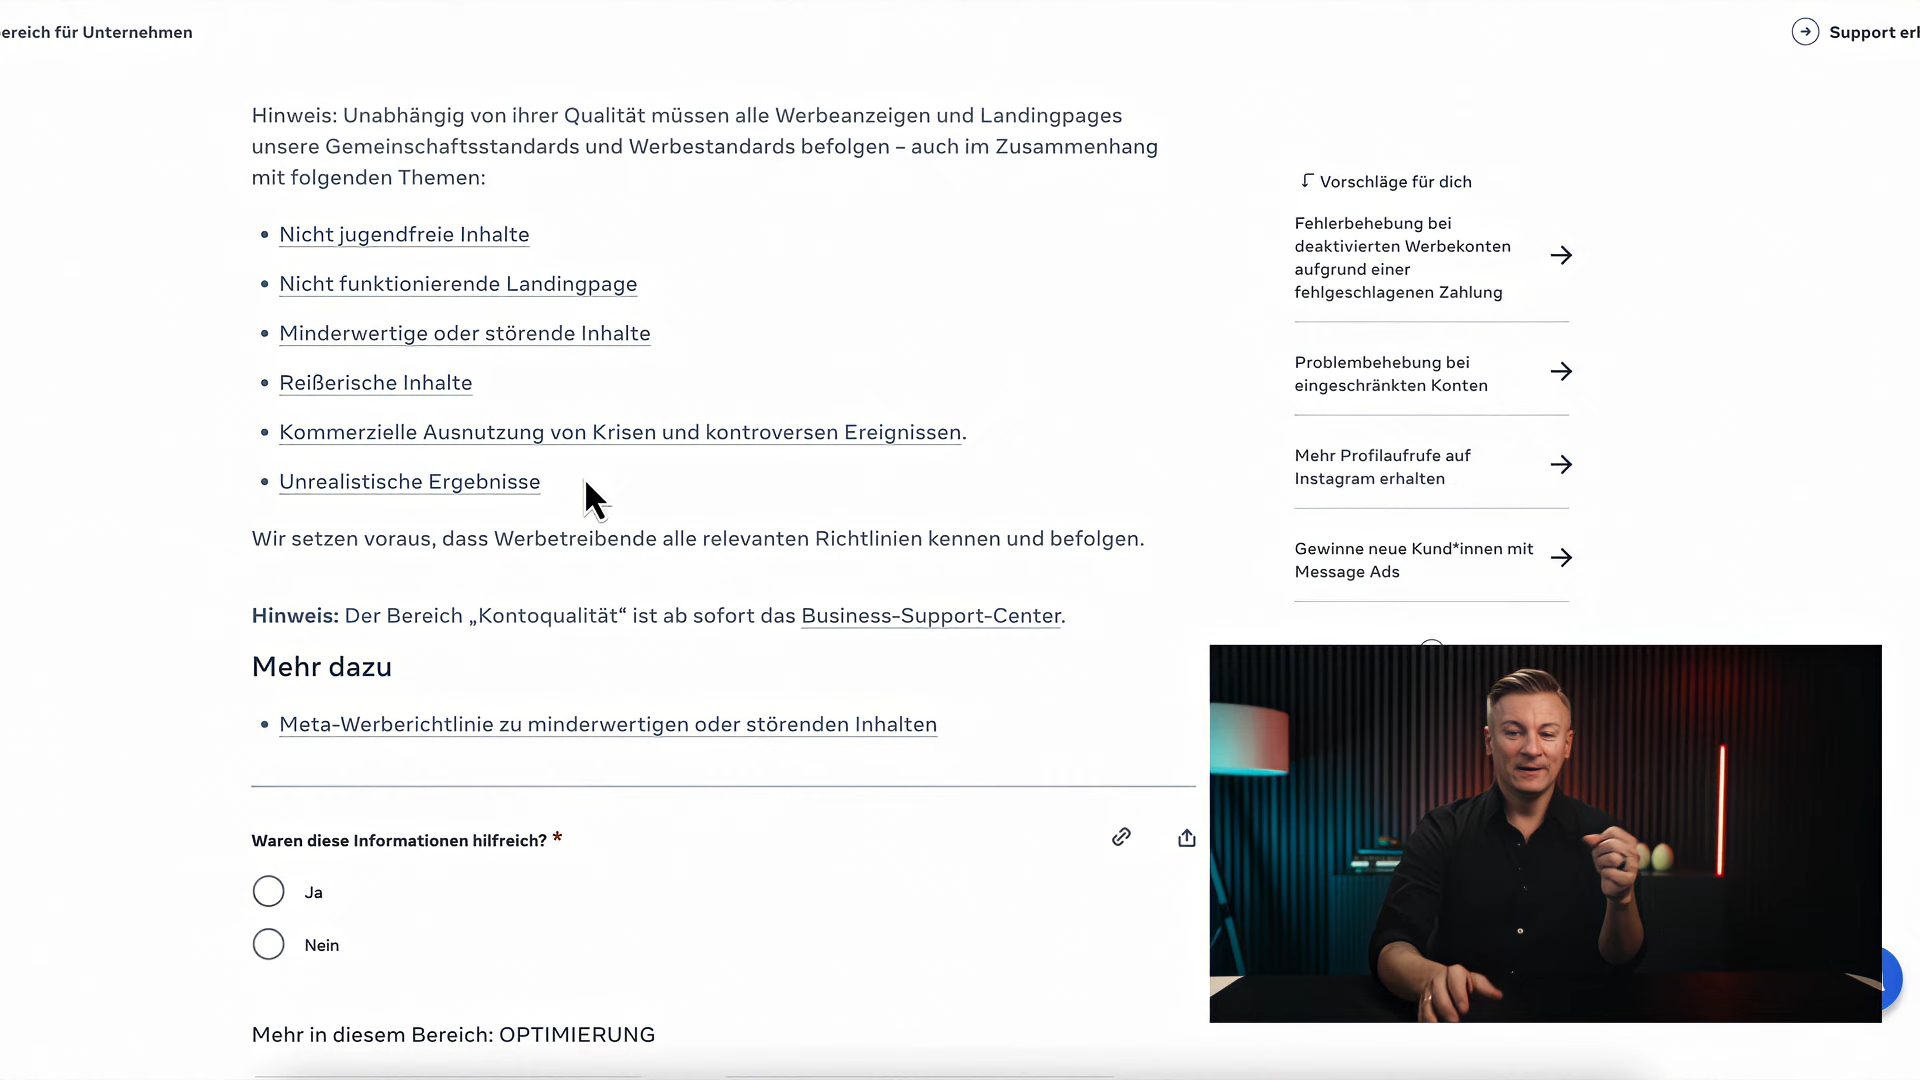 ereich für Unternehmen
Support erh
Hinweis: Unabhängig von ihrer Qualität müssen alle Werbeanzeigen und Landingpages
unsere Gemeinschaftsstandards und Werbestandards befolgen – auch im Zusammenhang
mit folgenden Themen:
• Nicht jugendfreie Inhalte
• Nicht funktionierende Landingpage
• Minderwertige oder störende Inhalte
• Reißerische Inhalte
• Kommerzielle Ausnutzung von Krisen und kontroversen Ereignissen.
• Unrealistische Ergebnisse
Wir setzen voraus, dass Werbetreibende alle relevanten Richtlinien kennen und befolgen.
Hinweis: Der Bereich „Kontoqualität“ ist ab sofort das Business-Support-Center.
Mehr dazu
• Meta-Werberichtlinie zu minderwertigen oder störenden Inhalten
Waren diese Informationen hilfreich? *
Ja
Nein
Mehr in diesem Bereich: OPTIMIERUNG
Vorschläge für dich
Fehlerbehebung bei
deaktivierten Werbekonten
aufgrund einer
fehlgeschlagenen Zahlung
Problembehebung bei
eingeschränkten Konten
Mehr Profilaufrufe auf
Instagram erhalten
Gewinne neue Kund*innen mit
Message Ads